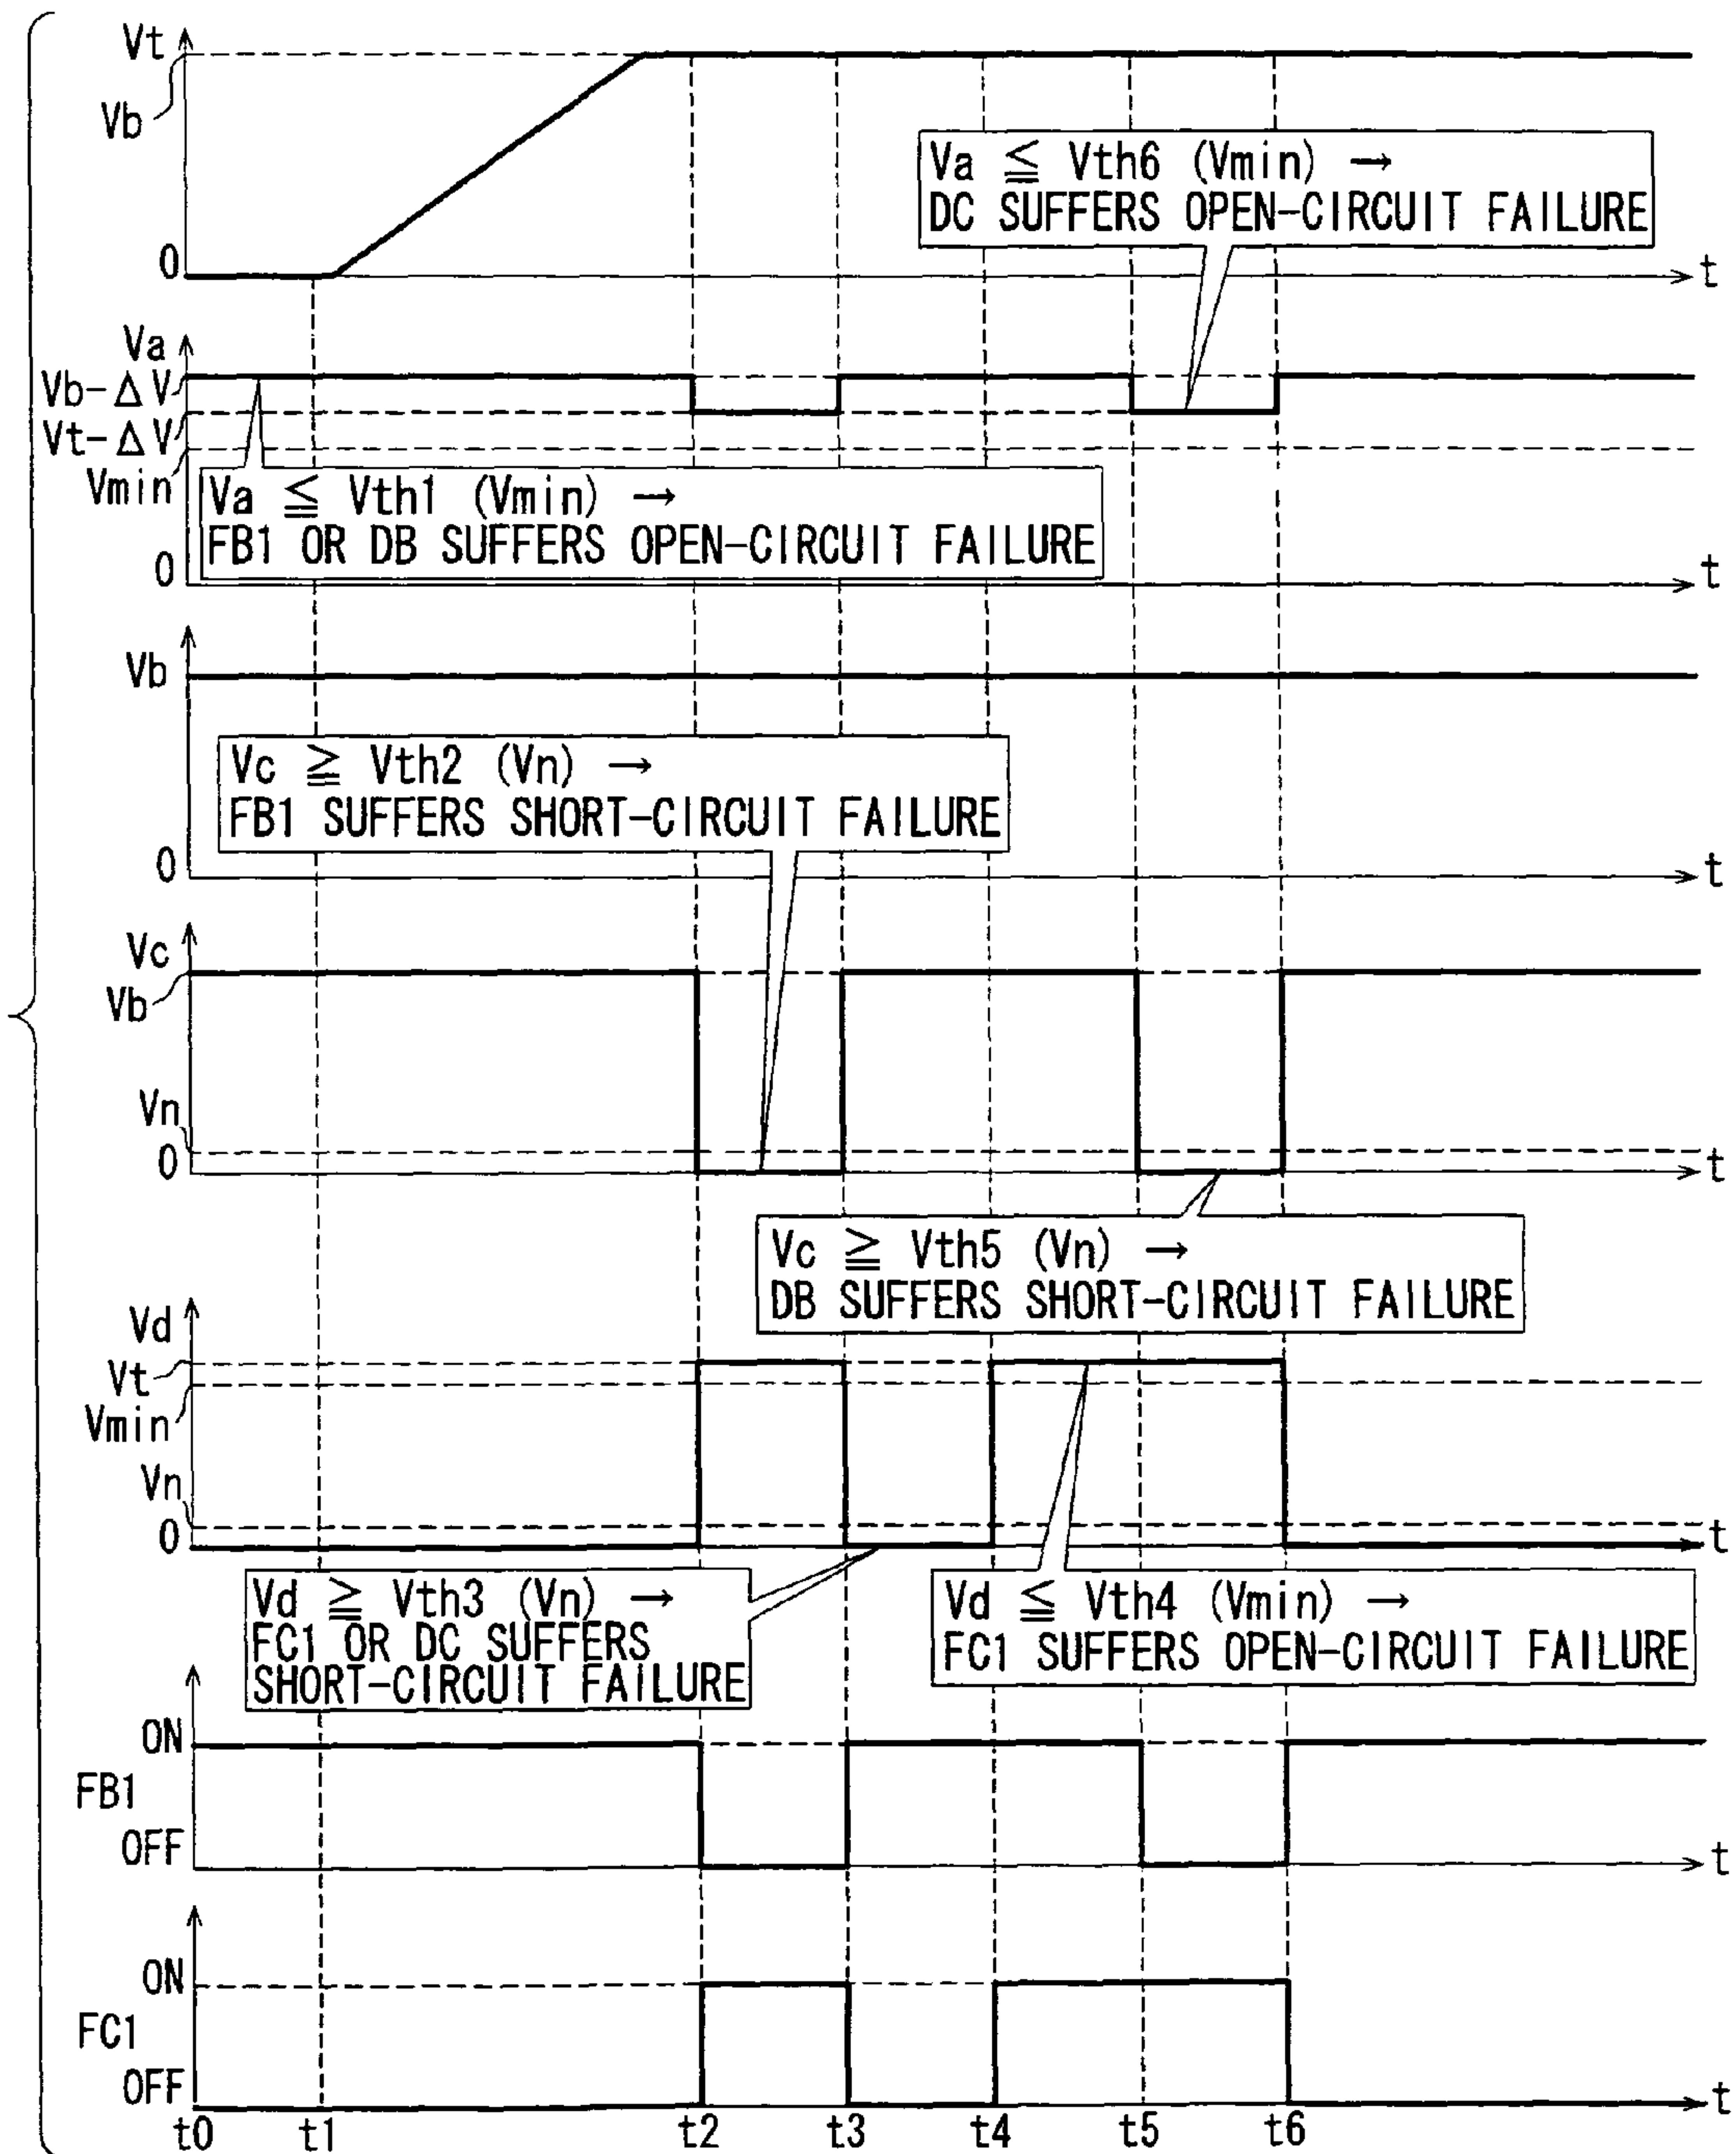 Vt
Vb
Va ≦ Vth6 (Vmin) →
DC SUFFERS OPEN-CIRCUIT FAILURE
0
t
Va
Vb-ΔV
Vt-ΔV
Vmin
Va ≦ Vth1 (Vmin) →
FB1 OR DB SUFFERS OPEN-CIRCUIT FAILURE
0
t
Vb
Vc ≧ Vth2 (Vn) →
FB1 SUFFERS SHORT-CIRCUIT FAILURE
0
t
Vc
Vb
Vn
0
t
Vc ≧ Vth5 (Vn) →
DB SUFFERS SHORT-CIRCUIT FAILURE
Vd
Vt
Vmin
Vn
0
t
Vd ≧ Vth3 (Vn) →
FC1 OR DC SUFFERS
SHORT-CIRCUIT FAILURE
Vd ≦ Vth4 (Vmin) →
FC1 SUFFERS OPEN-CIRCUIT FAILURE
ON
FB1
OFF
t
ON
FC1
OFF
t
t0 t1 t2 t3 t4 t5 t6